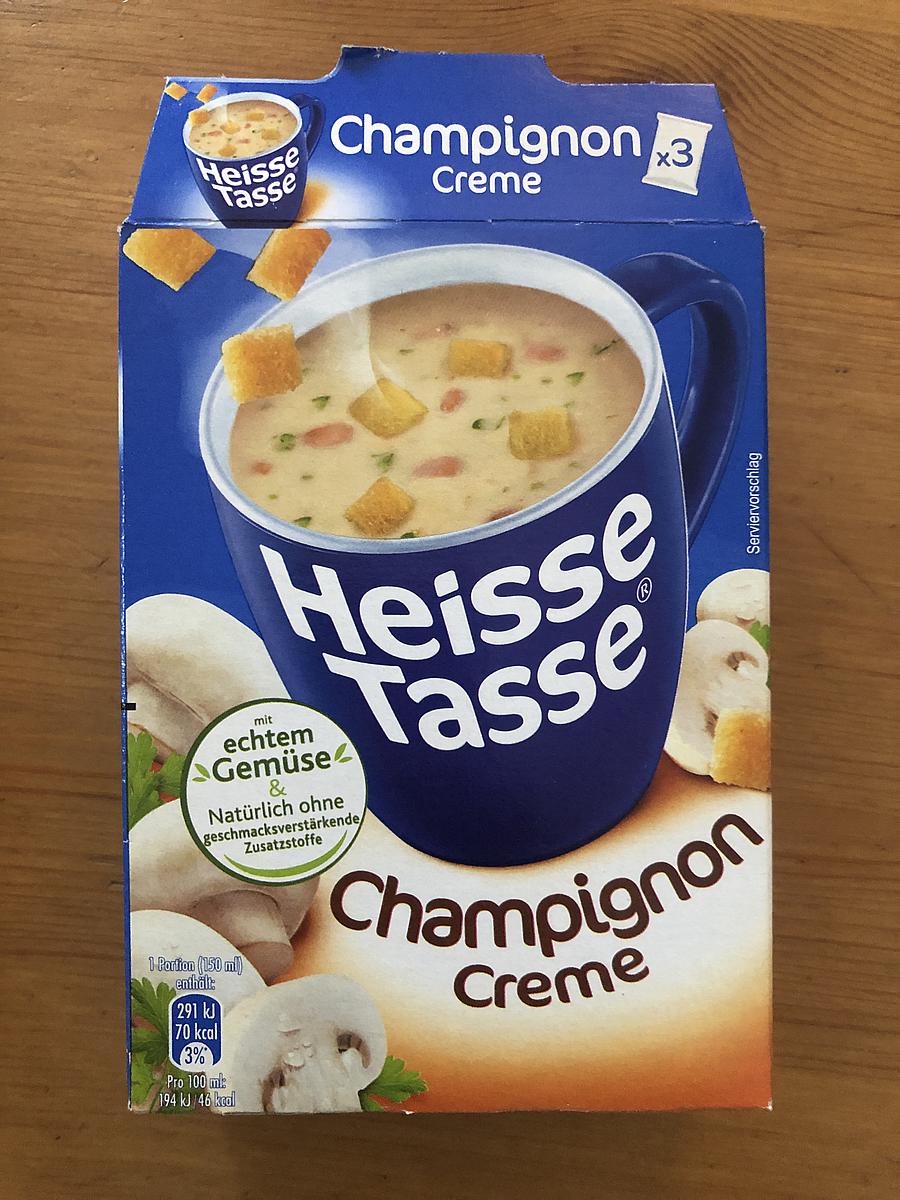 Heisse
Tasse
Champignon
Creme
x3
Serviervorschlag
Heisse
Tasse®
mit
echtem
Gemüse
&
Natürlich ohne
geschmacksverstärkende
Zusatzstoffe
Champignon
Creme
1 Portion (150 ml)
enthält:
291 kJ
70 kcal
3%*
Pro 100 ml:
194 kJ/46 kcal